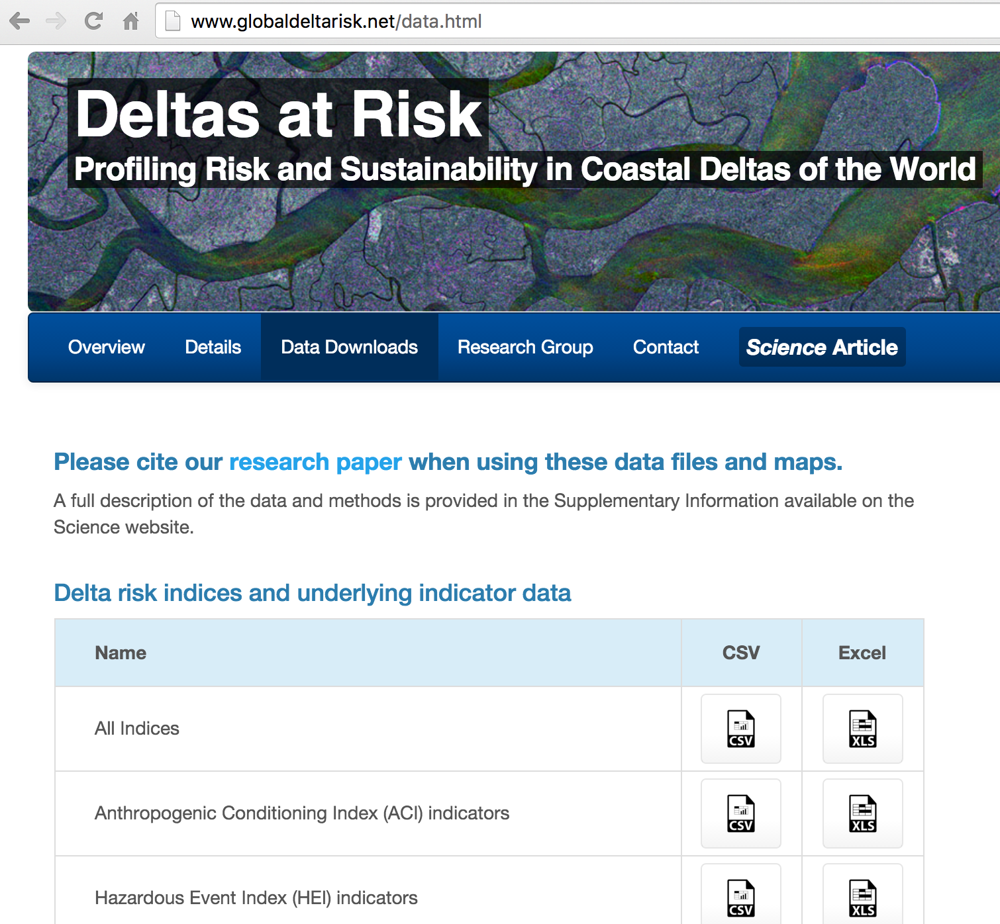 www.globaldeltarisk.net/data.html
Deltas at Risk
Profiling Risk and Sustainability in Coastal Deltas of the World
Overview Details Data Downloads Research Group Contact Science Article
Please cite our research paper when using these data files and maps.
A full description of the data and methods is provided in the Supplementary Information available on the
Science website.
Delta risk indices and underlying indicator data
Name CSV Excel
All Indices CSV XLS
Anthropogenic Conditioning Index (ACI) indicators CSV XLS
Hazardous Event Index (HEI) indicators CSV XLS